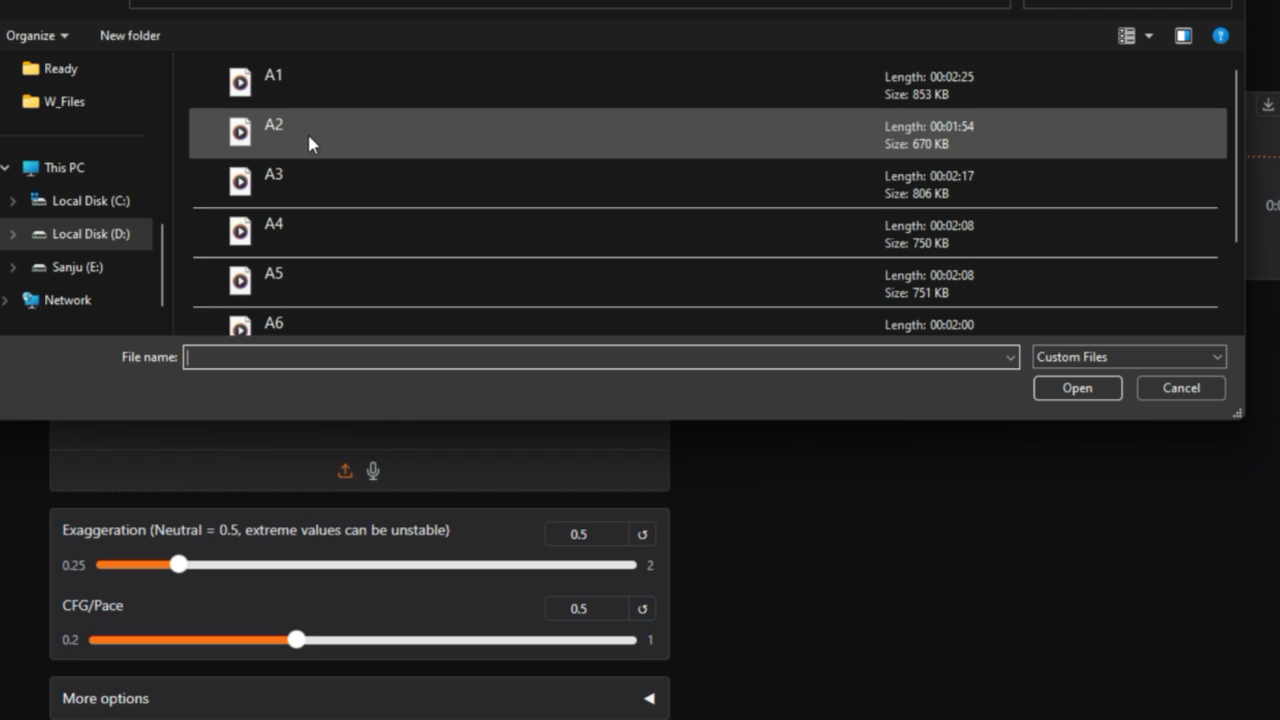 Organize
New folder
Ready
W_Files
This PC
Local Disk (C:)
Local Disk (D:)
Sanju (E:)
Network
A1
Length: 00:02:25
Size: 853 KB
A2
Length: 00:01:54
Size: 670 KB
A3
Length: 00:02:17
Size: 806 KB
A4
Length: 00:02:08
Size: 750 KB
A5
Length: 00:02:08
Size: 751 KB
A6
Length: 00:02:00
File name:
Custom Files
Open
Cancel
Exaggeration (Neutral = 0.5, extreme values can be unstable)
0.5
0.25
2
CFG/Pace
0.5
0.2
1
More options